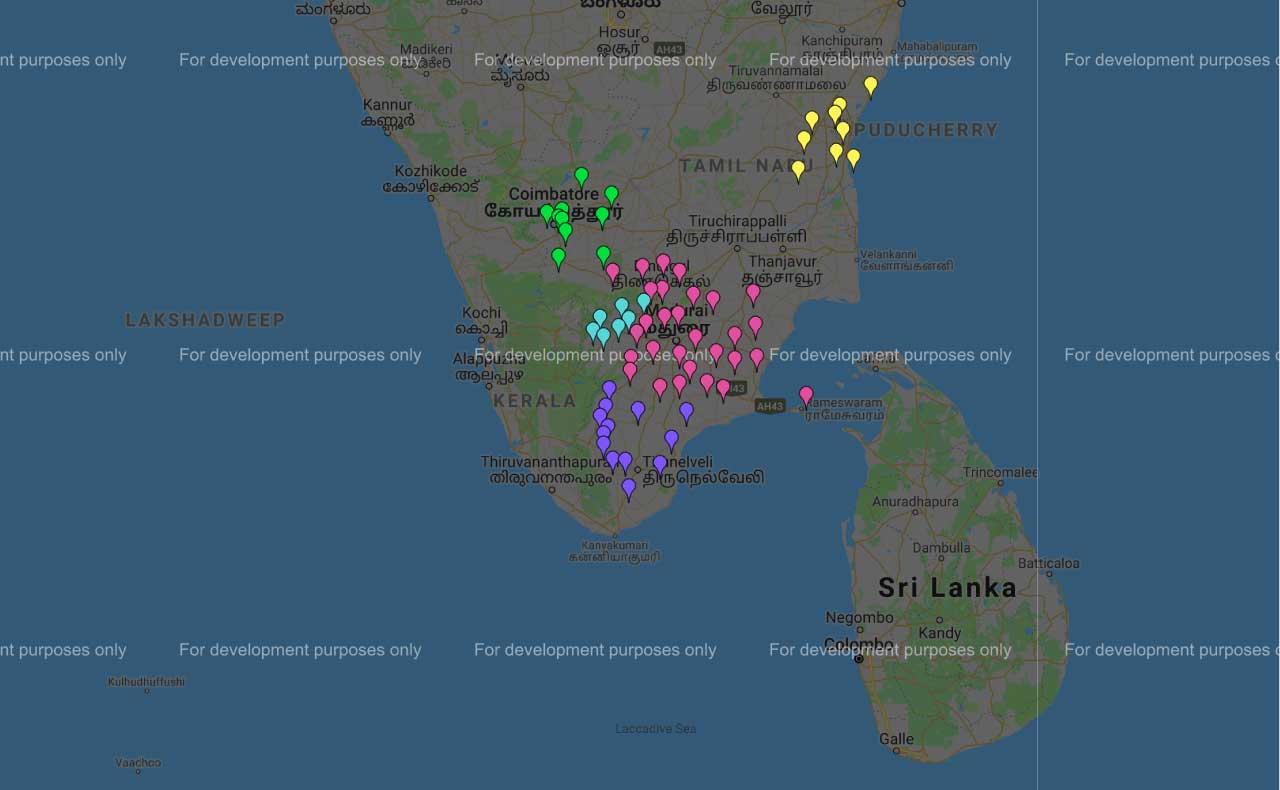 ಮಂಗಳೂರು
ಬೆಂಗಳೂರು
வேலூர்
Hosur
ஒசூர்
AH43
Kanchipuram
காஞ்சிபுரம்
Mahabalipuram
Madikeri
ಮಡಿಕೇರಿ
ಮೈಸೂರು
nt purposes only
For development purposes only
For development purposes only
For development purposes only
For development purposes o
Tiruvannamalai
திருவண்ணாமலை
Kannur
കണ്ണൂർ
PUDUCHERRY
TAMIL NADU
Kozhikode
കോഴിക്കോട്
Coimbatore
Tiruchirappalli
திருச்சிராப்பள்ளி
Velankanni
வேளாங்கண்ணி
Thanjavur
தஞ்சாவூர்
திண்டுக்கல்
LAKSHADWEEP
Kochi
കൊച്ചി
Madurai
மதுரை
nt purposes only
For development purposes only
For development purposes only
For development purposes only
For development purposes o
Alappuzha
ആലപ്പുഴ
KERALA
AH43
AH43
Rameswaram
ராமேசுவரம்
Thiruvananthapuram
തിരുവനന്തപുരം
Tirunelveli
திருநெல்வேலி
Trincomalee
Anuradhapura
Kanyakumari
கன்னியாகுமரி
Dambulla
Batticaloa
Sri Lanka
Negombo
Kandy
Colombo
nt purposes only
For development purposes only
For development purposes only
For development purposes only
For development purposes o
Kulhudhuffushi
Laccadive Sea
Galle
Vaachoo